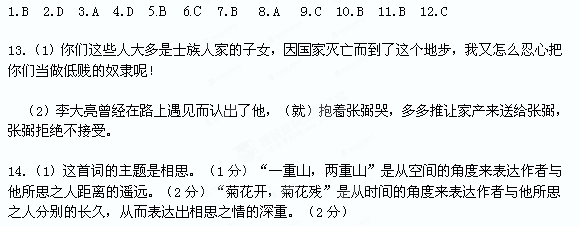 1.B 2.D 3.A 4.D 5.B 6.C 7.B 8.A 9.C 10.B 11.B 12.C
13.（1）你们这些人大多是士族人家的子女，因国家灭亡而到了这个地步，我又怎么忍心把
你们当做低贱的奴隶呢！
（2）李大亮曾经在路上遇见而认出了他，（就）抱着张弼哭，多多推让家产来送给张弼，
张弼拒绝不接受。
14.（1）这首词的主题是相思。（1分）“一重山，两重山”是从空间的角度来表达作者与
他所思之人距离的遥远。（2分）“菊花开，菊花残”是从时间的角度来表达作者与他所思
之人分别的长久，从而表达出相思之情的深重。（2分）